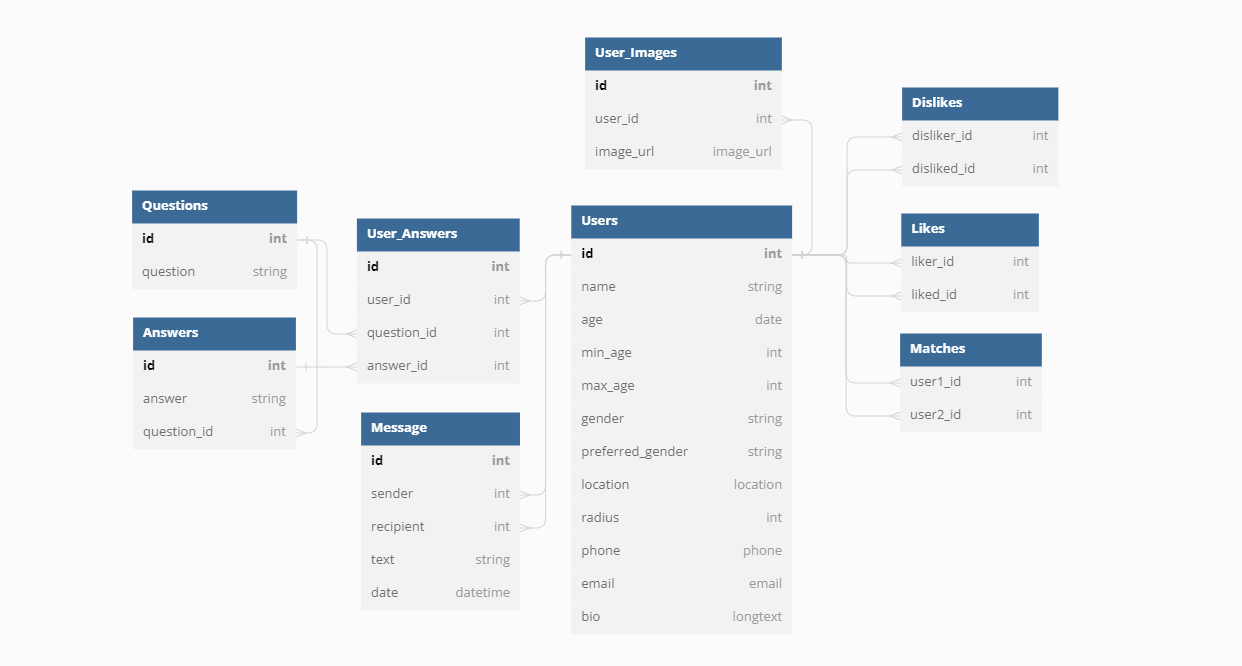 User_Images
id int
user_id int
image_url image_url
Dislikes
disliker_id int
disliked_id int
Questions
id int
question string
User_Answers
id int
user_id int
question_id int
answer_id int
Users
id int
name string
age date
min_age int
max_age int
gender string
preferred_gender string
location location
radius int
phone phone
email email
bio longtext
Likes
liker_id int
liked_id int
Answers
id int
answer string
question_id int
Matches
user1_id int
user2_id int
Message
id int
sender int
recipient int
text string
date datetime